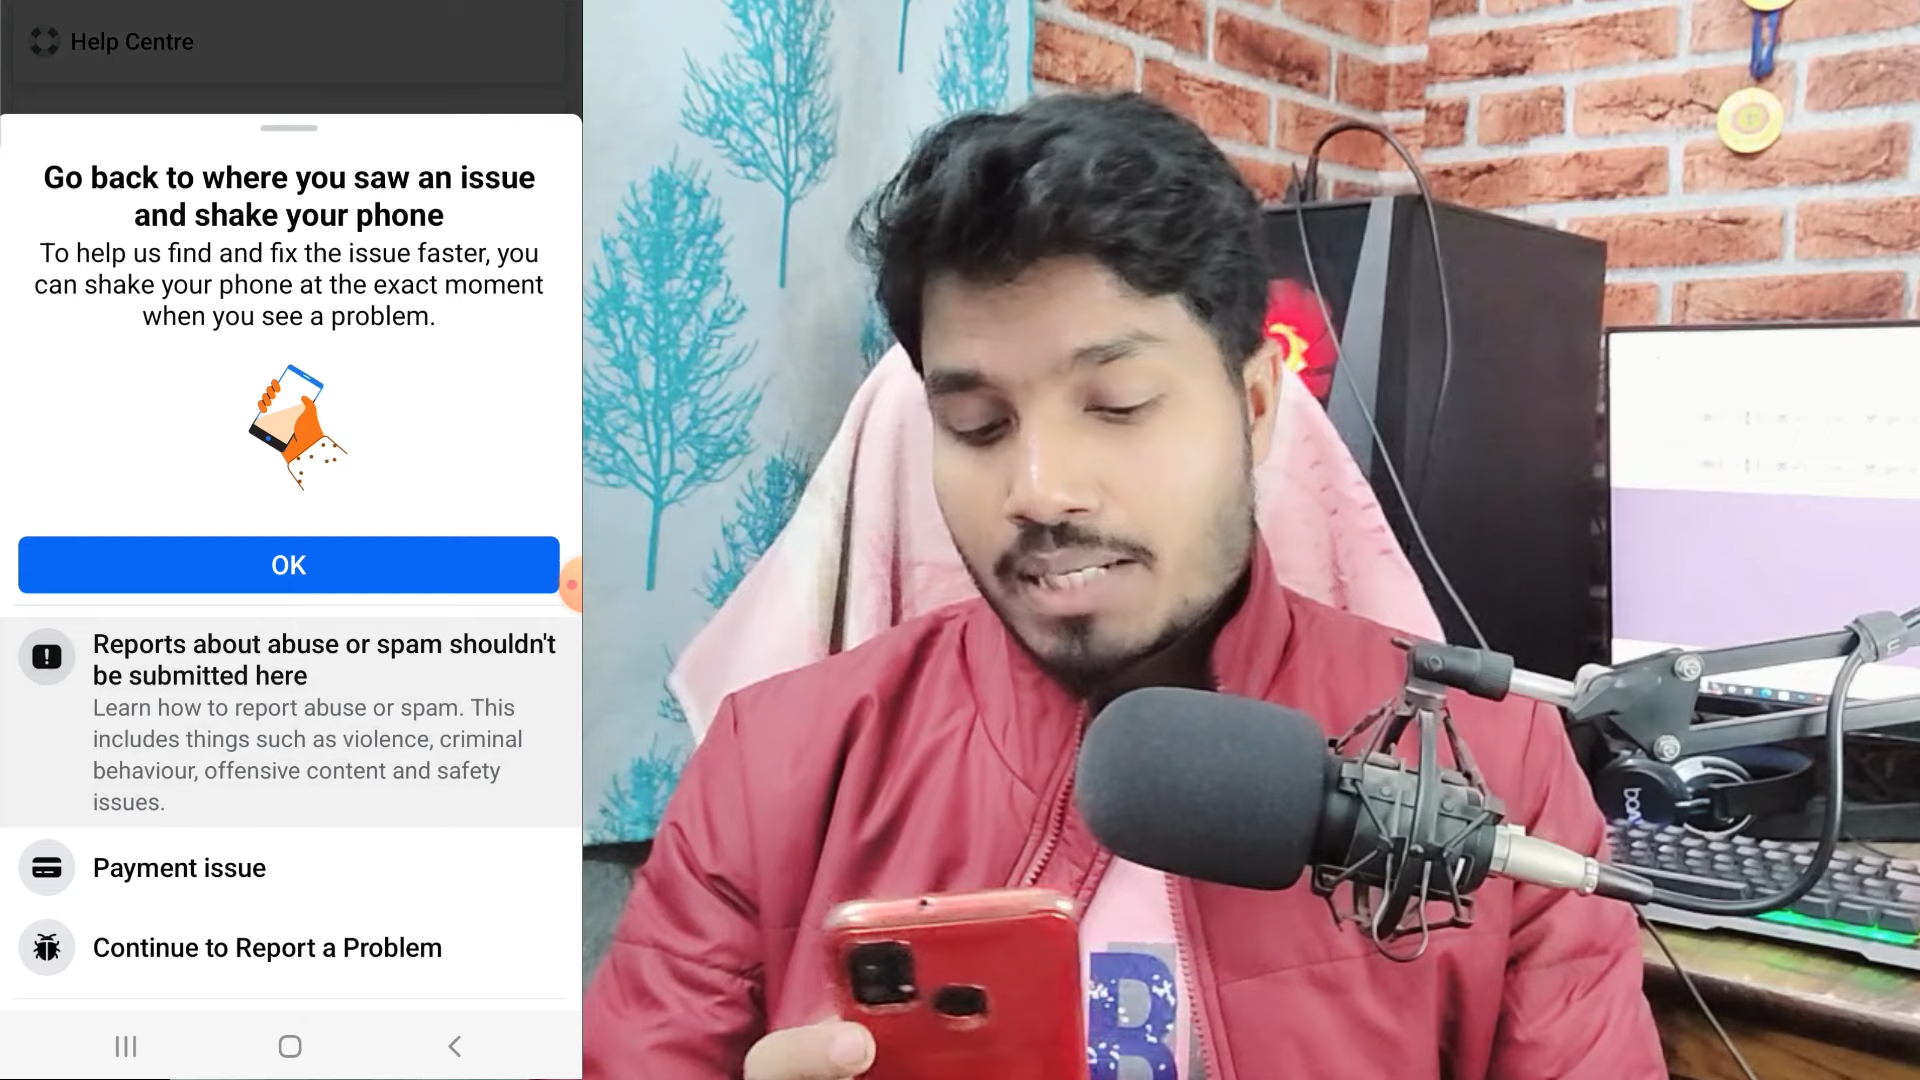 Help Centre
Go back to where you saw an issue
and shake your phone
To help us find and fix the issue faster, you
can shake your phone at the exact moment
when you see a problem.
OK
Reports about abuse or spam shouldn't
be submitted here
Learn how to report abuse or spam. This
includes things such as violence, criminal
behaviour, offensive content and safety
issues.
Payment issue
Continue to Report a Problem
boAt
B
B